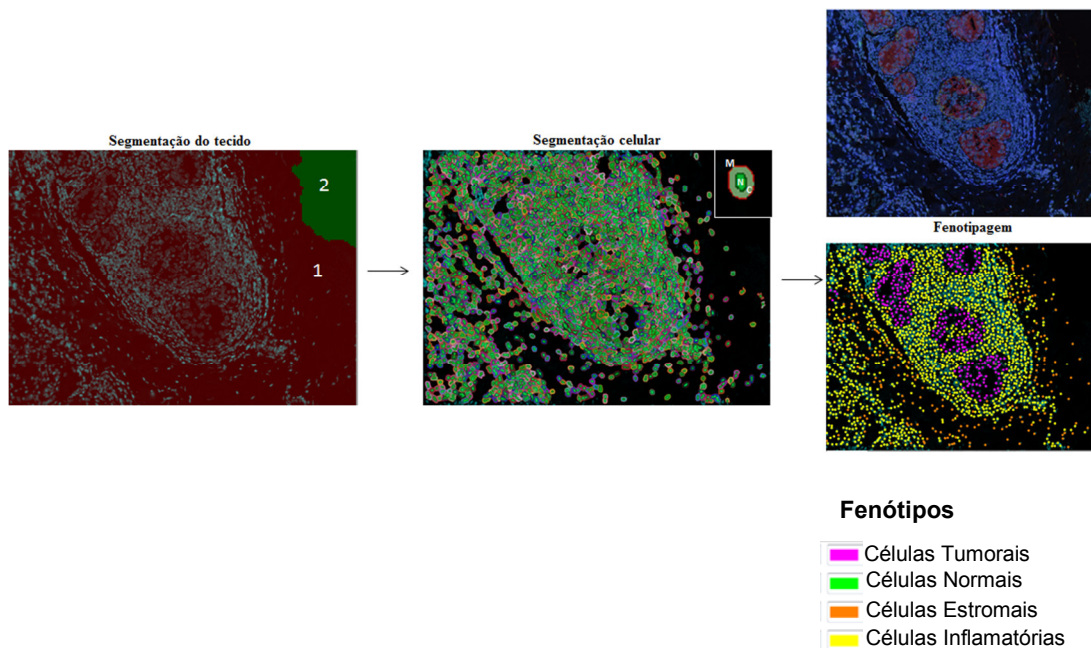 Segmentação do tecido
2
1
Segmentação celular
M
N
C
Fenotipagem
Fenótipos
Células Tumorais
Células Normais
Células Estromais
Células Inflamatórias